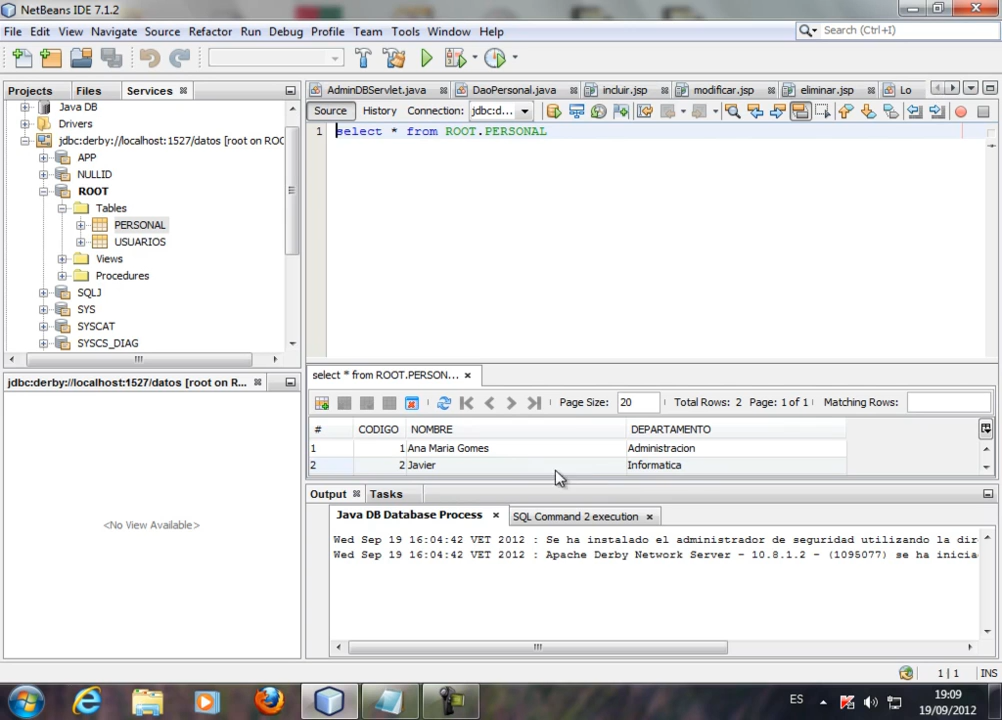 NetBeans IDE 7.1.2
File Edit View Navigate Source Refactor Run Debug Profile Team Tools Window Help
Search (Ctrl+I)
Projects Files Services
AdminDBServlet.java DaoPersonal.java incluir.jsp modificar.jsp eliminar.jsp Lo
Java DB
Drivers
jdbc:derby://localhost:1527/datos [root on ROO
APP
NULLID
ROOT
Tables
PERSONAL
USUARIOS
Views
Procedures
SQLJ
SYS
SYSCAT
SYSCS_DIAG
Source History Connection: jdbc:d...
1 select * from ROOT.PERSONAL
select * from ROOT.PERSON...
Page Size: 20 Total Rows: 2 Page: 1 of 1 Matching Rows:
# CODIGO NOMBRE DEPARTAMENTO
1 1 Ana Maria Gomes Administracion
2 2 Javier Informatica
jdbc:derby://localhost:1527/datos [root on R...
<No View Available>
Output Tasks
Java DB Database Process SQL Command 2 execution
Wed Sep 19 16:04:42 VET 2012 : Se ha instalado el administrador de seguridad utilizando la dir
Wed Sep 19 16:04:42 VET 2012 : Apache Derby Network Server - 10.8.1.2 - (1095077) se ha inicia
1 | 1 INS
ES
19:09
19/09/2012